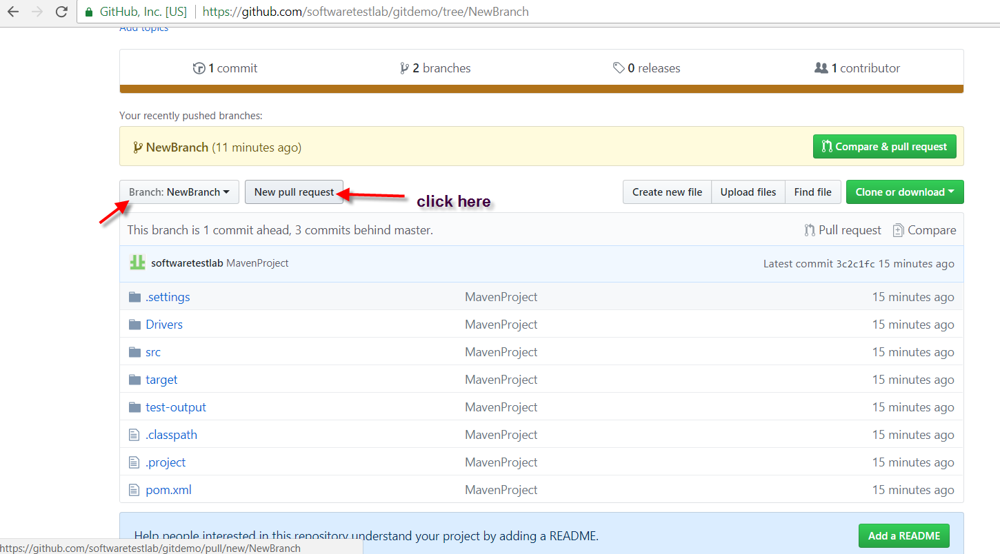 GitHub, Inc. [US] https://github.com/softwaretestlab/gitdemo/tree/NewBranch
Add topics
1 commit 2 branches 0 releases 1 contributor
Your recently pushed branches:
NewBranch (11 minutes ago) Compare & pull request
Branch: NewBranch New pull request click here Create new file Upload files Find file Clone or download
This branch is 1 commit ahead, 3 commits behind master. Pull request Compare
softwaretestlab MavenProject Latest commit 3c2c1fc 15 minutes ago
.settings MavenProject 15 minutes ago
Drivers MavenProject 15 minutes ago
src MavenProject 15 minutes ago
target MavenProject 15 minutes ago
test-output MavenProject 15 minutes ago
.classpath MavenProject 15 minutes ago
.project MavenProject 15 minutes ago
pom.xml MavenProject 15 minutes ago
Help people interested in this repository understand your project by adding a README. Add a README
https://github.com/softwaretestlab/gitdemo/pull/new/NewBranch